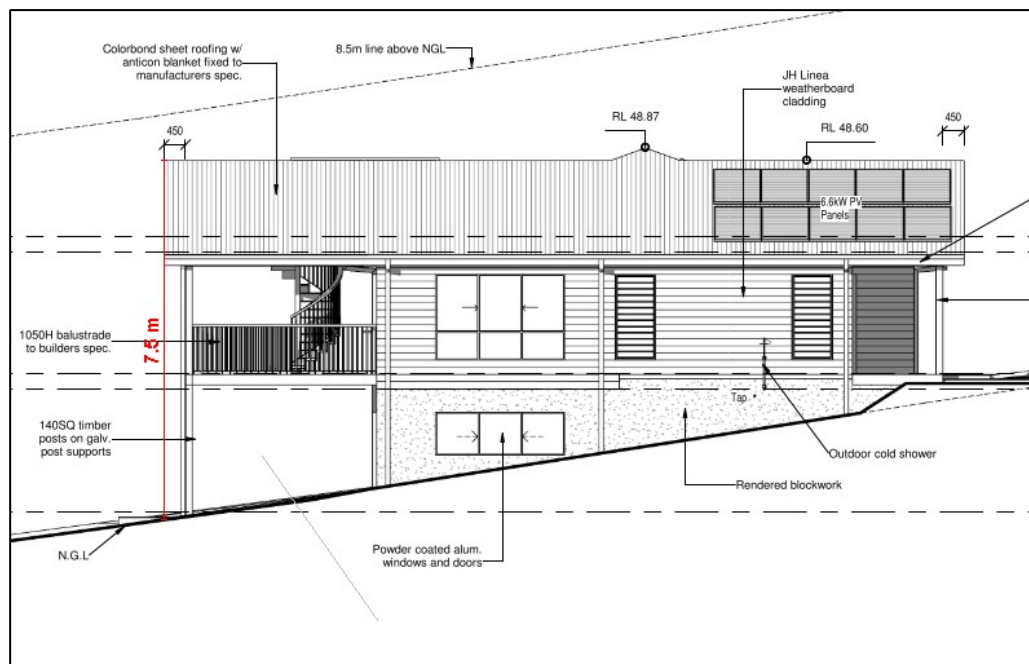 Colorbond sheet roofing w/
anticon blanket fixed to
manufacturers spec.
8.5m line above NGL
JH Linea
weatherboard
cladding
RL 48.87
RL 48.60
450
450
6.6kW PV
Panels
1050H balustrade
to builders spec.
7.5 m
140SQ timber
posts on galv.
post supports
Tap
Outdoor cold shower
Rendered blockwork
N.G.L
Powder coated alum.
windows and doors